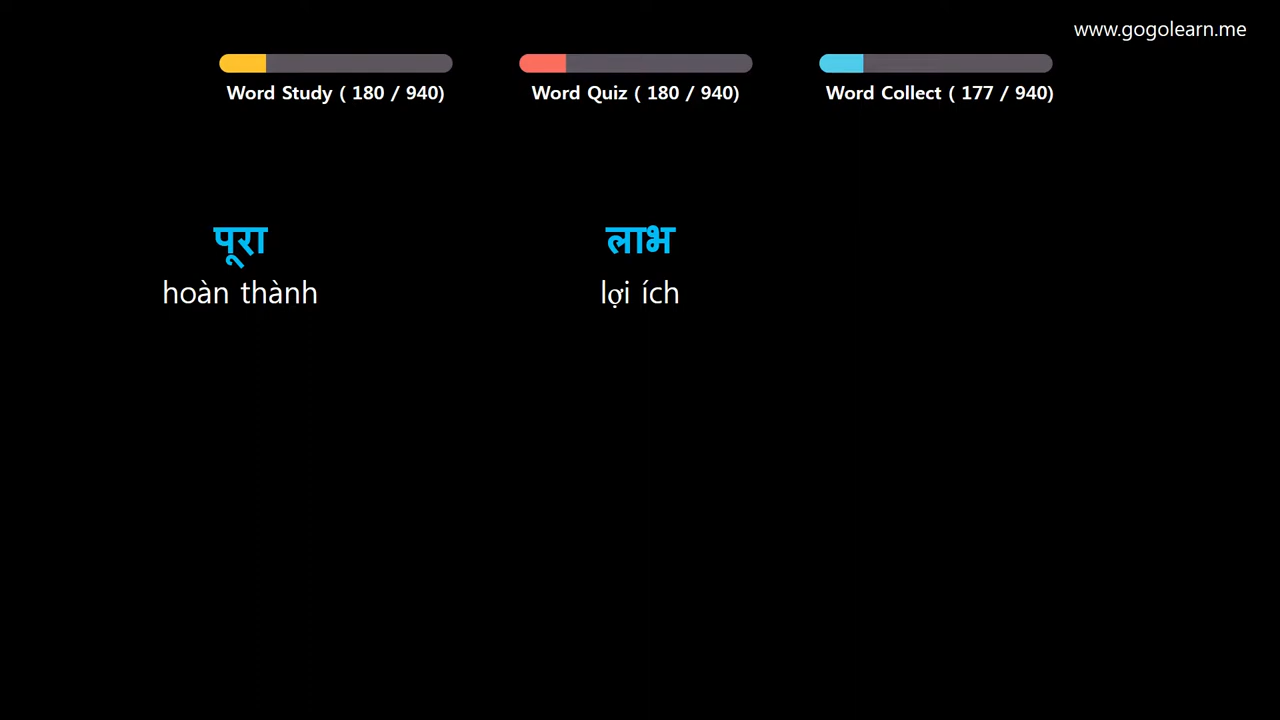 www.gogolearn.me
Word Study ( 180 / 940)
Word Quiz ( 180 / 940)
Word Collect ( 177 / 940)
पूरा
hoàn thành
लाभ
lợi ích